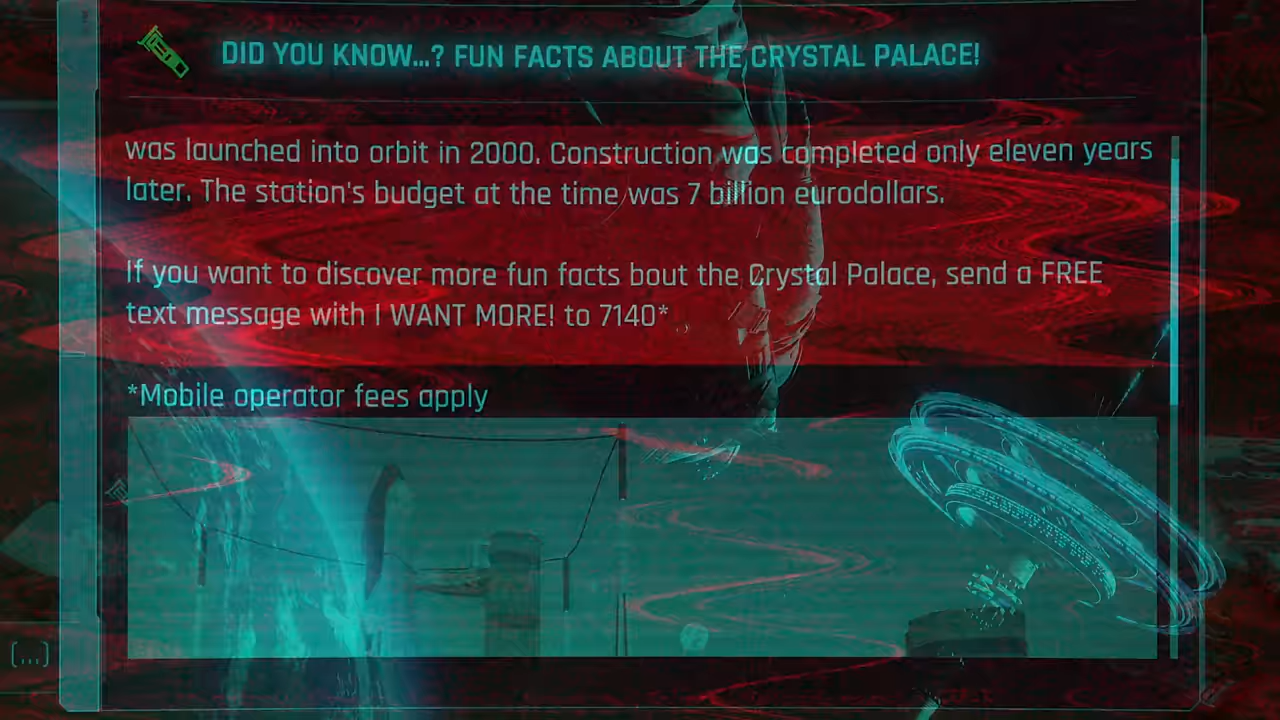 DID YOU KNOW...? FUN FACTS ABOUT THE CRYSTAL PALACE!
was launched into orbit in 2000. Construction was completed only eleven years
later. The station's budget at the time was 7 billion eurodollars.
If you want to discover more fun facts bout the Crystal Palace, send a FREE
text message with I WANT MORE! to 7140*
*Mobile operator fees apply
[...]